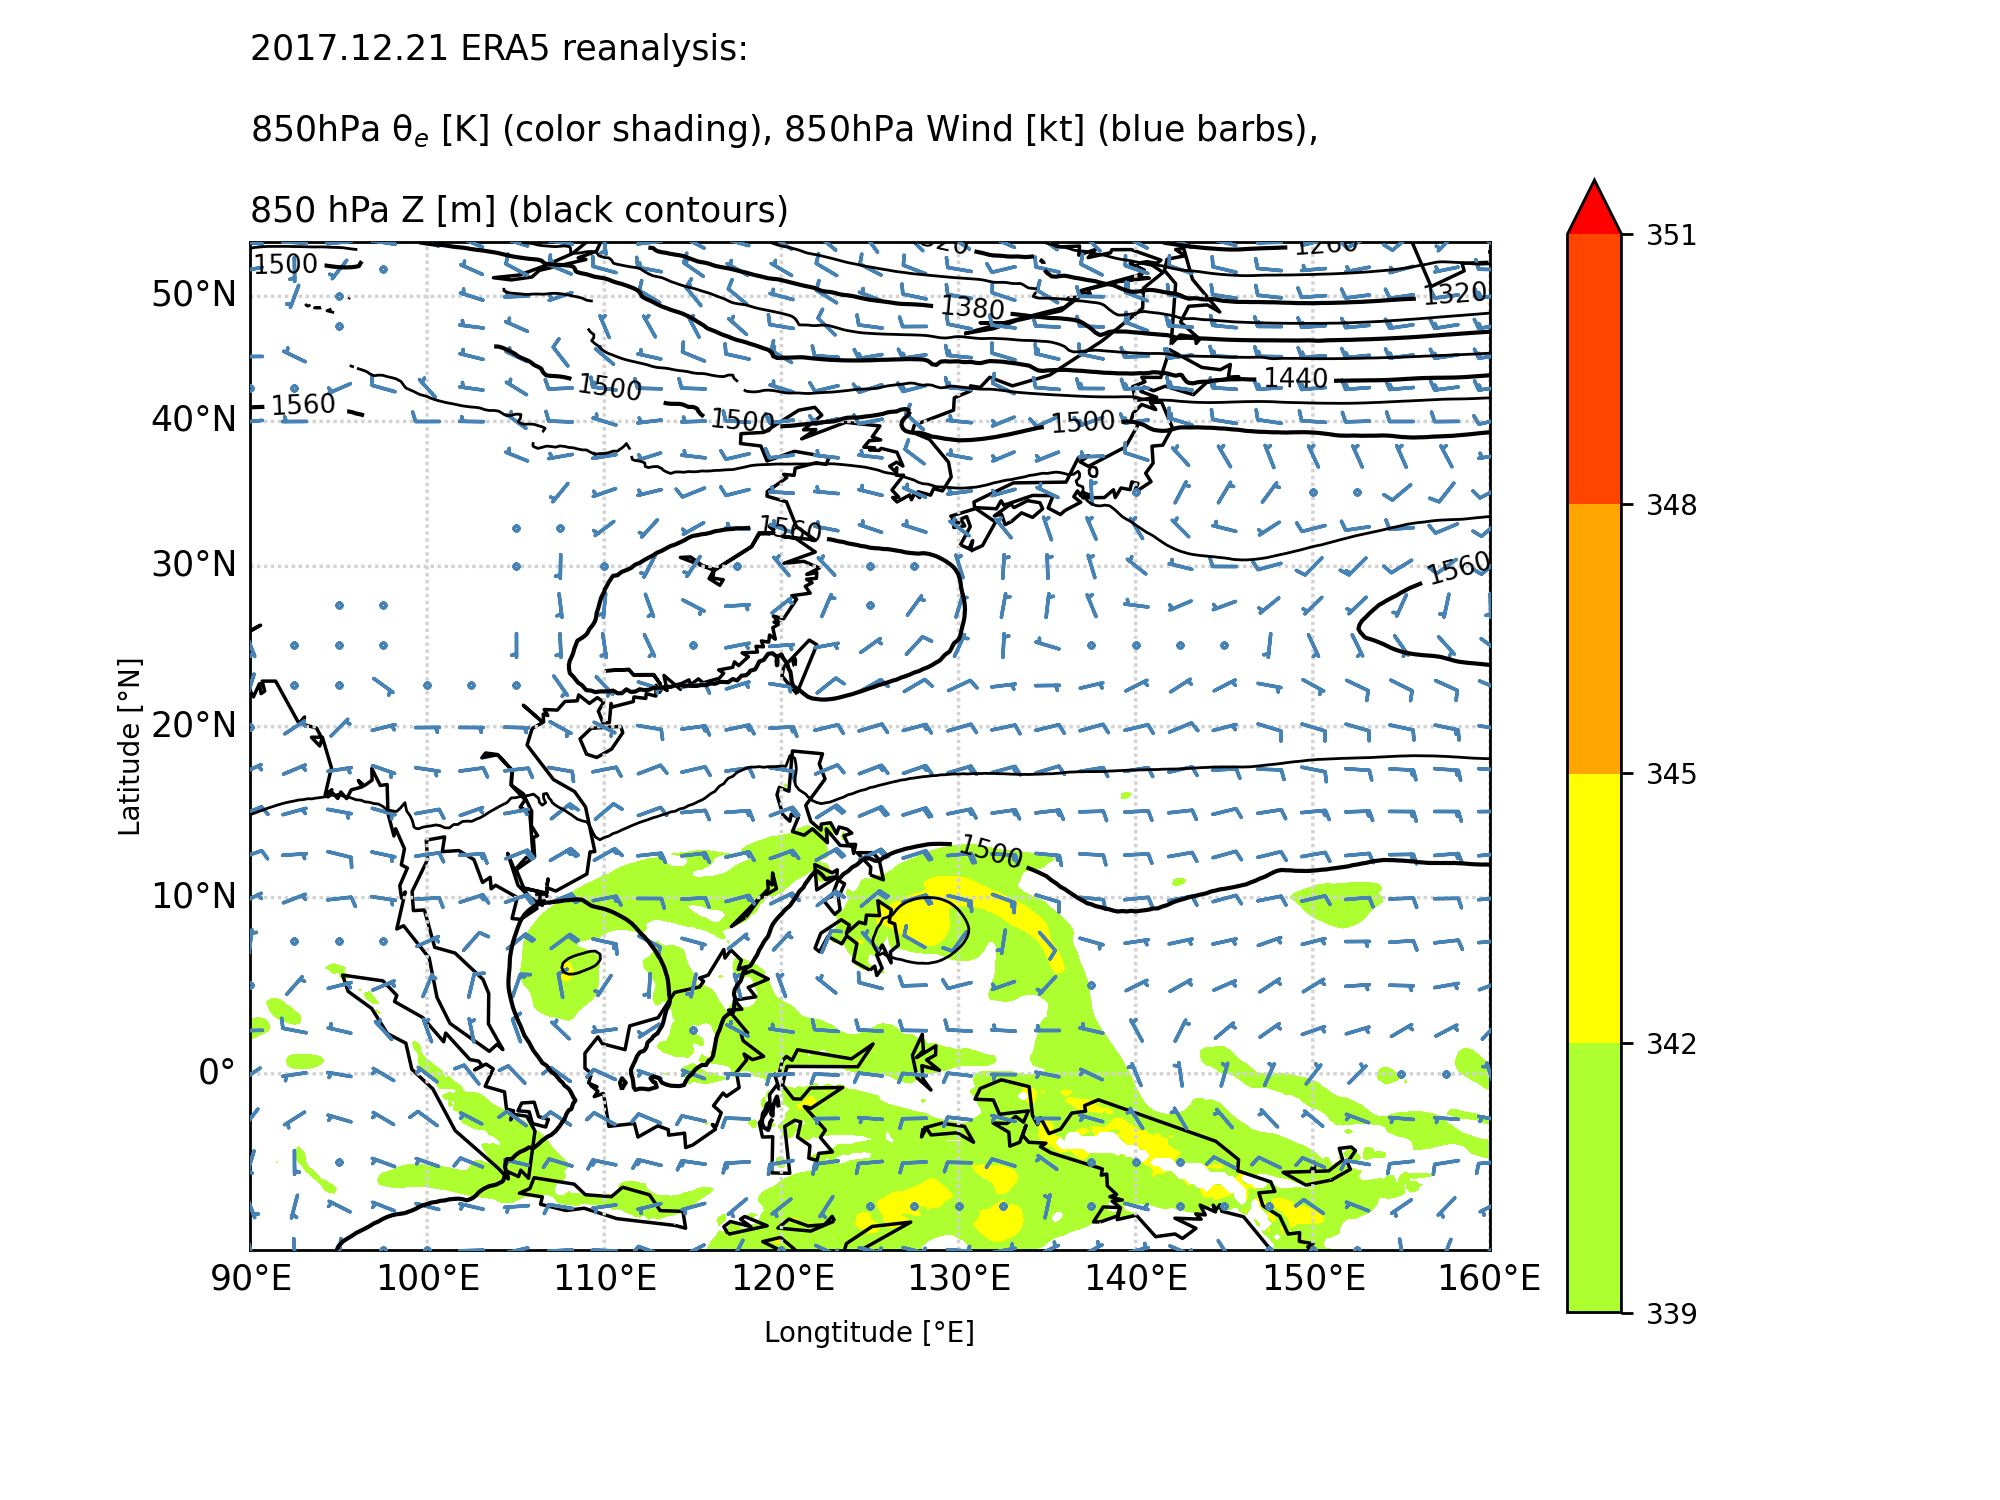 2017.12.21 ERA5 reanalysis:
850hPa θe [K] (color shading), 850hPa Wind [kt] (blue barbs),
850 hPa Z [m] (black contours)
351
348
345
342
339
1260
1500
1320
1380
1440
1500
1560
1500
1500
1560
1560
1500
50°N
40°N
30°N
20°N
10°N
0°
Latitude [°N]
90°E 100°E 110°E 120°E 130°E 140°E 150°E 160°E
Longtitude [°E]